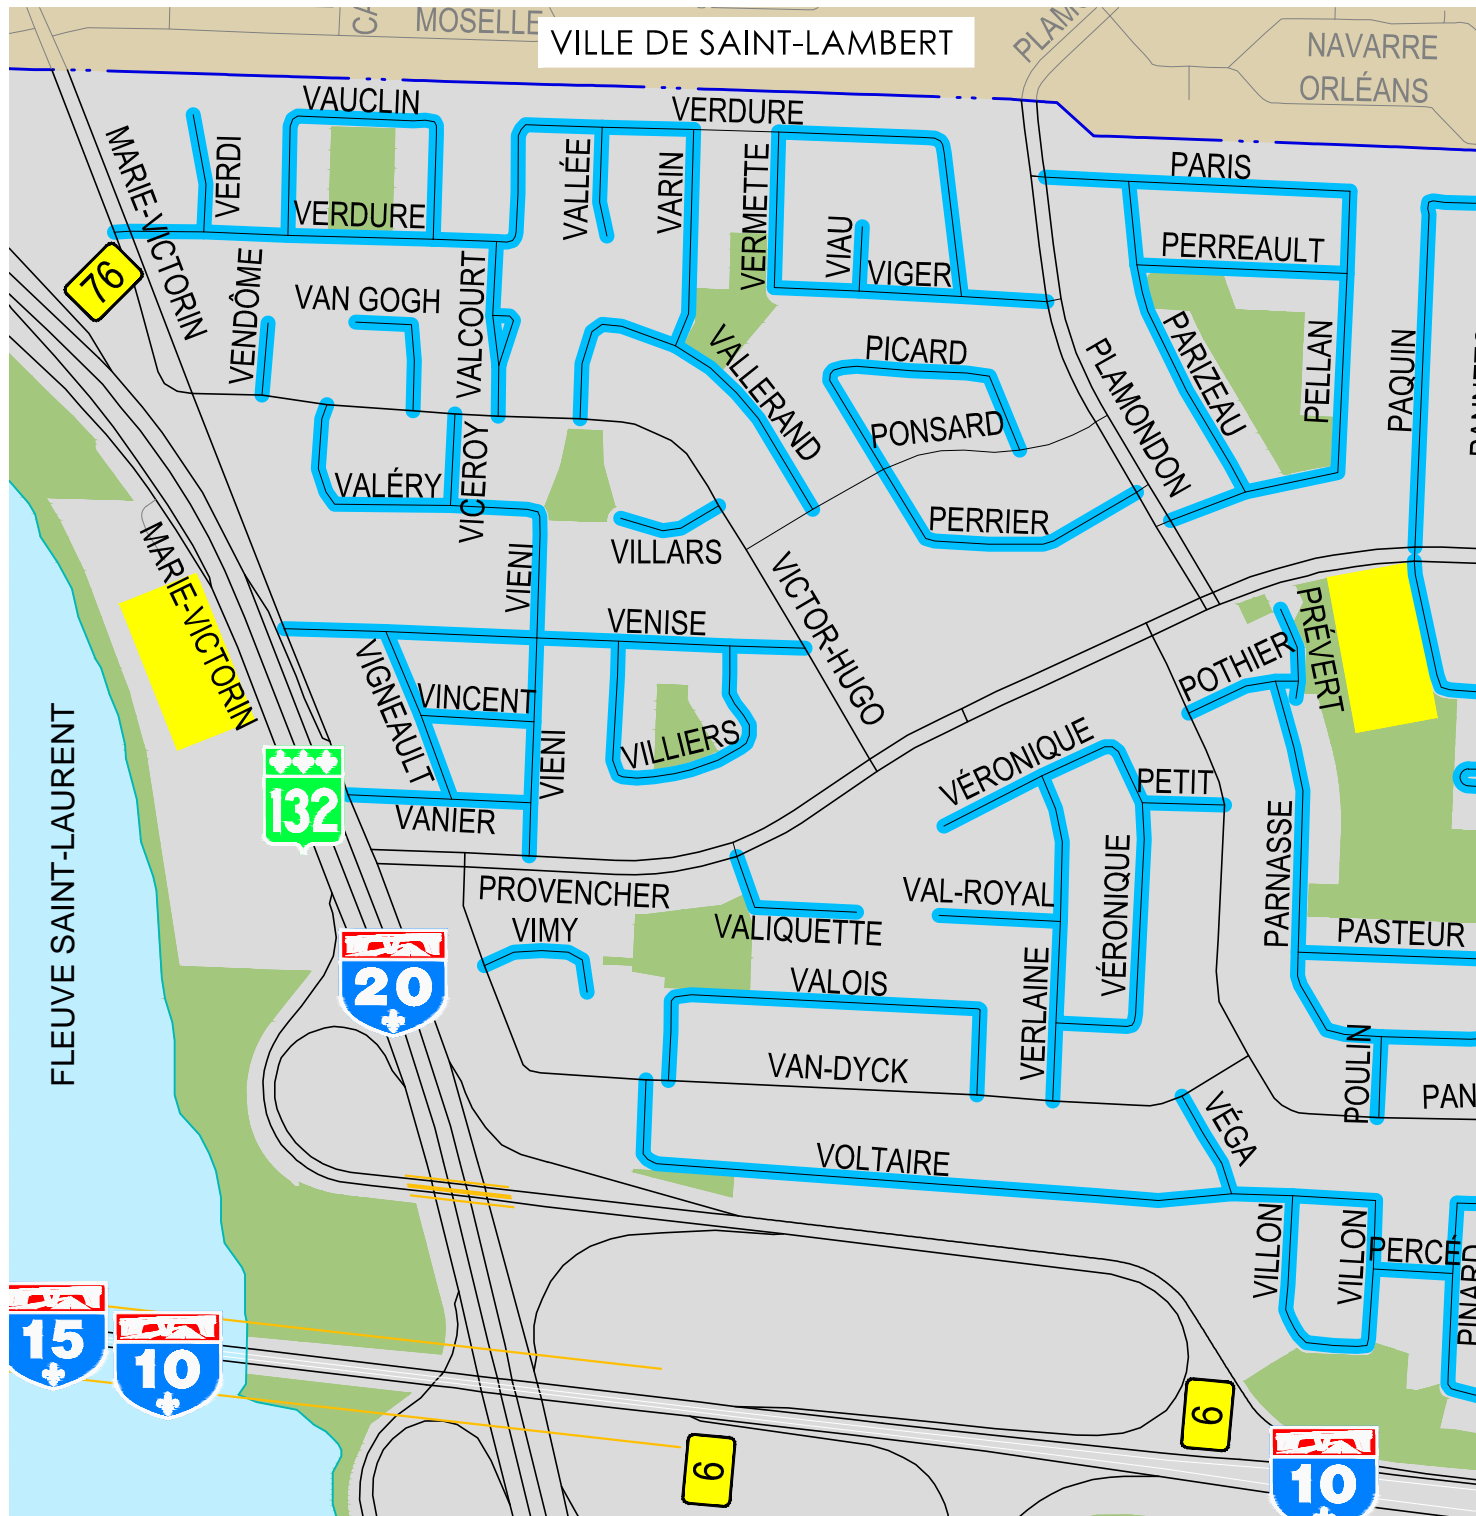 MOSELLE
VILLE DE SAINT-LAMBERT
NAVARRE
ORLÉANS
VAUCLIN
VERDURE
MARIE-VICTORIN
VERDI
VALLÉE
VARIN
VERMETTE
PARIS
VERDURE
VIAU
VIGER
PERREAULT
76
VENDÔME
VAN GOGH
VALCOURT
VALLERAND
PICARD
PLAMONDON
PARIZEAU
PELLAN
PAQUIN
PONSARD
VALÉRY
VICEROY
PERRIER
VILLARS
MARIE-VICTORIN
VIENI
VICTOR-HUGO
VENISE
PRÉVERT
POTHIER
VIGNEAULT
VINCENT
FLEUVE SAINT-LAURENT
VILLIERS
VIENI
VÉRONIQUE
PETIT
132
VANIER
PARNASSE
VÉRONIQUE
PROVENCHER
VAL-ROYAL
VIMY
VALIQUETTE
PASTEUR
20
VALOIS
VERLAINE
VAN-DYCK
POULIN
PAN
VÉGA
VOLTAIRE
VILLON
VILLON
PERCÉ
PINARD
15
10
6
6
10